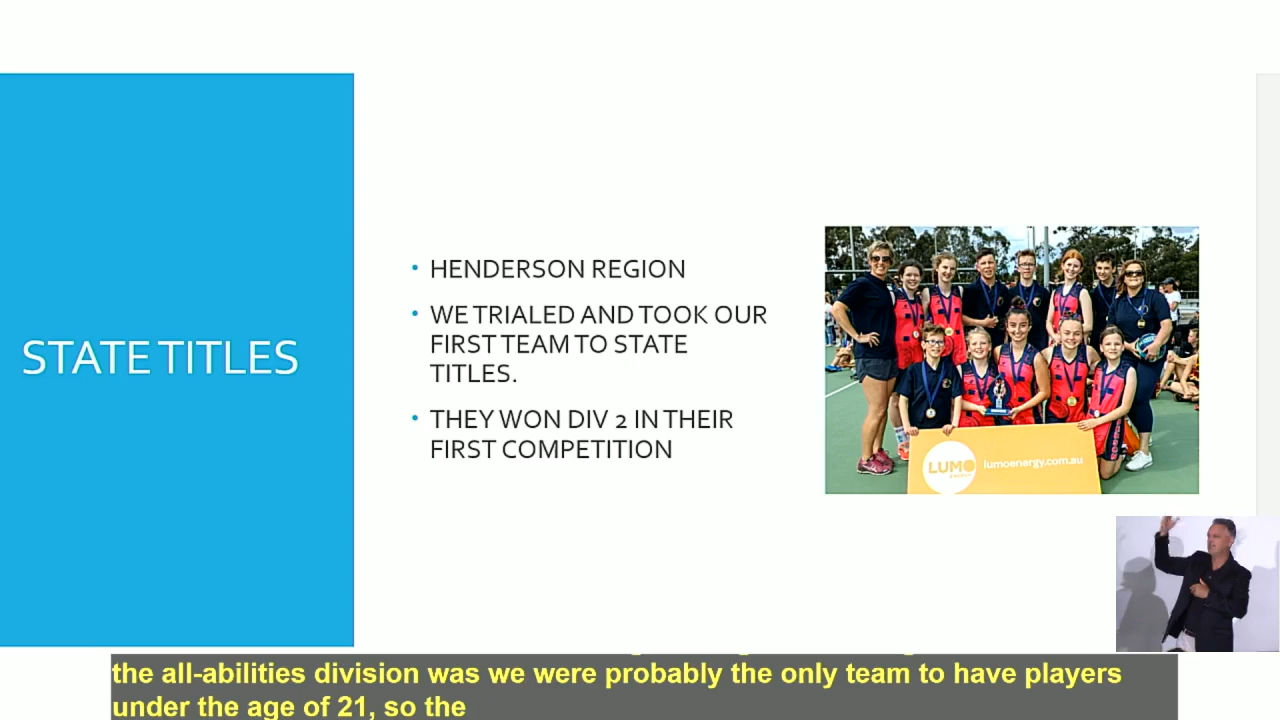 STATE TITLES
• HENDERSON REGION
• WE TRIALED AND TOOK OUR
FIRST TEAM TO STATE
TITLES.
• THEY WON DIV 2 IN THEIR
FIRST COMPETITION
LUMO
ENERGY
lumoenergy.com.au
the all-abilities division was we were probably the only team to have players
under the age of 21, so the